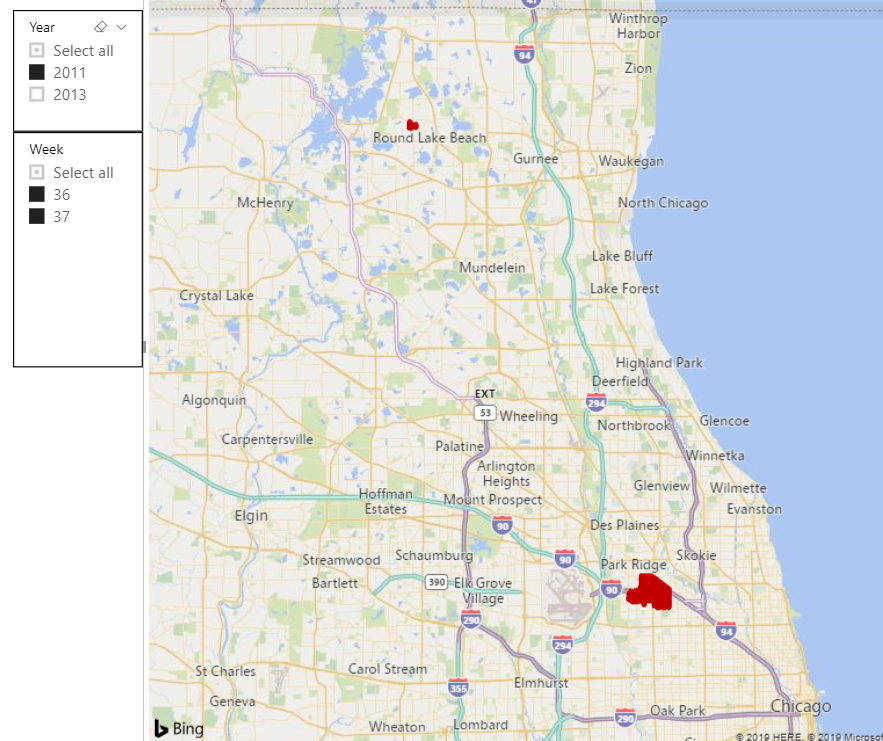 Year
Select all
2011
2013
Week
Select all
36
37
41
Winthrop
Harbor
94
Zion
Round Lake Beach
Gurnee
Waukegan
McHenry
North Chicago
Lake Bluff
Mundelein
Lake Forest
Crystal Lake
Highland Park
Deerfield
EXT
53
294
Algonquin
Wheeling
Northbrook
Glencoe
Carpentersville
Palatine
Winnetka
Arlington
Heights
Glenview
Wilmette
Hoffman
Estates
Mount Prospect
Evanston
Elgin
90
Des Plaines
Streamwood
Schaumburg
90
Park Ridge
Skokie
Bartlett
390
Elk Grove
Village
90
290
94
294
St Charles
Carol Stream
Elmhurst
355
Geneva
Oak Park
Chicago
290
Wheaton
Lombard
Bing
© 2019 HERE, © 2019 Microsof